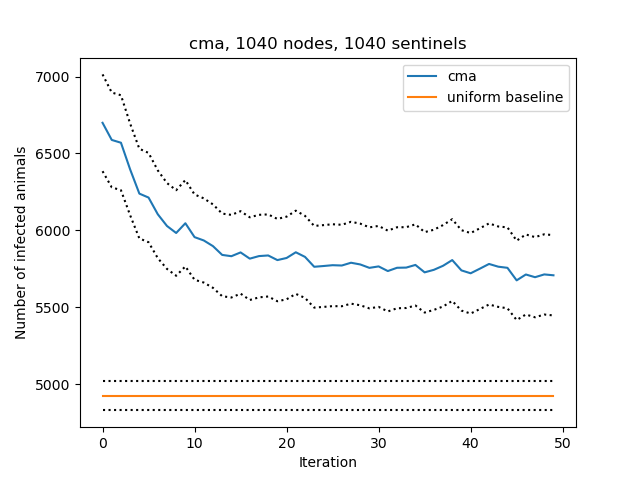 cma, 1040 nodes, 1040 sentinels
cma
uniform baseline
Number of infected animals
7000
6500
6000
5500
5000
0 10 20 30 40 50
Iteration